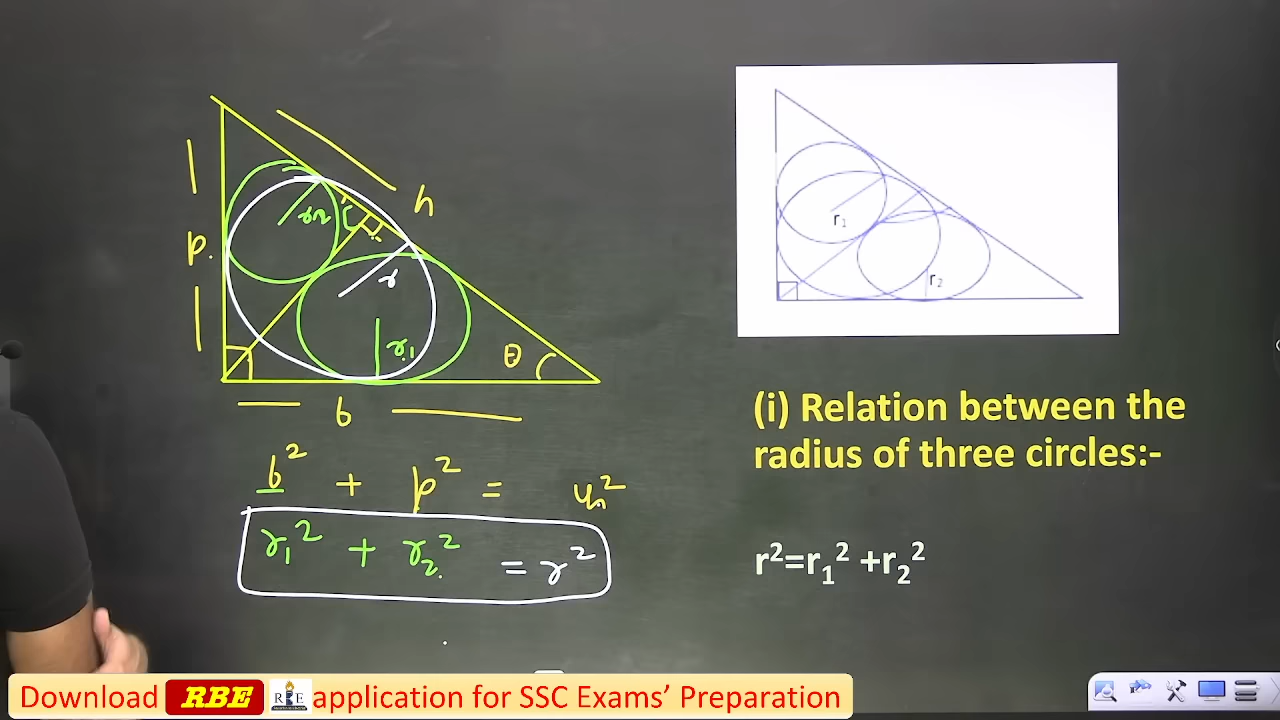 h
r2
p.
r
r1
θ
b
b² + p² = h²
r₁² + r₂² = r²
r₁
r₂
(i) Relation between the
radius of three circles:-
r²=r₁² +r₂²
Download RBE RBE application for SSC Exams’ Preparation